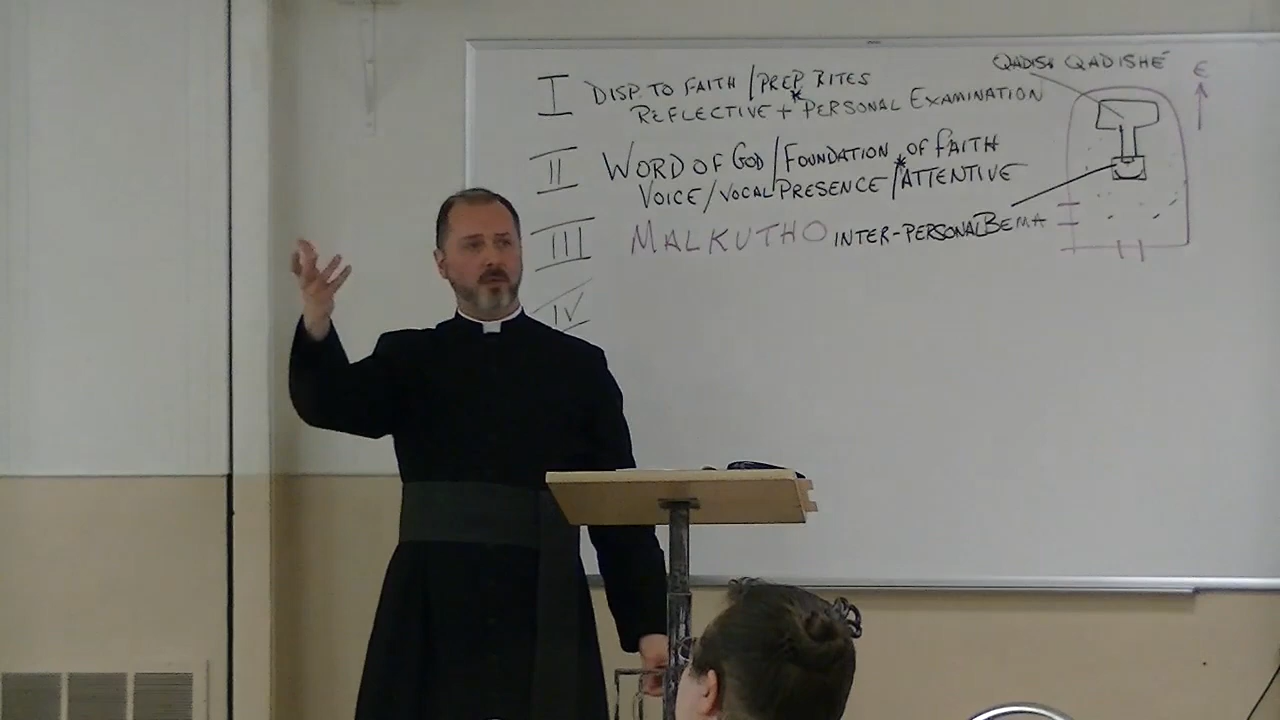 I DISP. TO FAITH / PREP RITES
REFLECTIVE + * PERSONAL EXAMINATION
II WORD OF GOD / FOUNDATION OF FAITH
VOICE / VOCAL PRESENCE / * ATTENTIVE
III MALKUTHO INTER-PERSONAL BEMA
IV
QADISH QADISHÉ
E